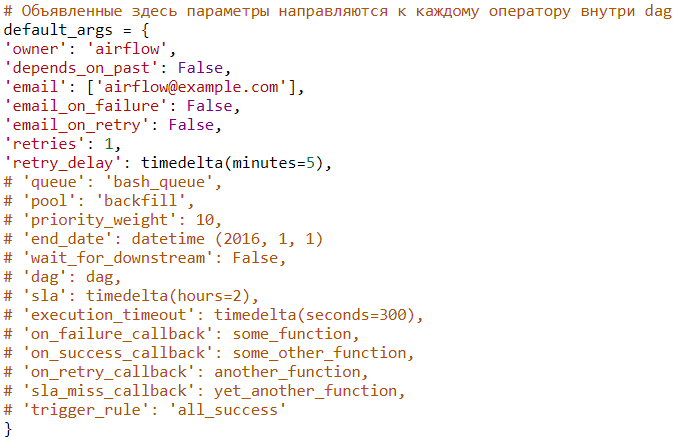 # Объявленные здесь параметры направляются к каждому оператору внутри dag
default_args = {
'owner': 'airflow',
'depends_on_past': False,
'email': ['airflow@example.com'],
'email_on_failure': False,
'email_on_retry': False,
'retries': 1,
'retry_delay': timedelta(minutes=5),
# 'queue': 'bash_queue',
# 'pool': 'backfill',
# 'priority_weight': 10,
# 'end_date': datetime (2016, 1, 1)
# 'wait_for_downstream': False,
# 'dag': dag,
# 'sla': timedelta(hours=2),
# 'execution_timeout': timedelta(seconds=300),
# 'on_failure_callback': some_function,
# 'on_success_callback': some_other_function,
# 'on_retry_callback': another_function,
# 'sla_miss_callback': yet_another_function,
# 'trigger_rule': 'all_success'
}